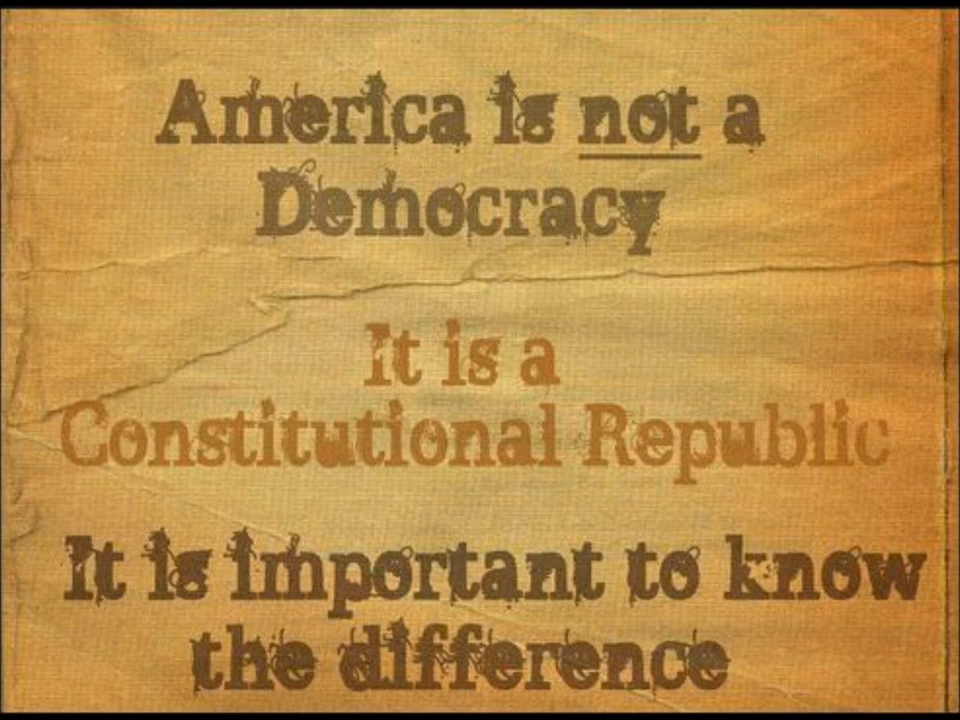 America is not a
Democracy
It is a
Constitutional Republic
It is important to know
the difference